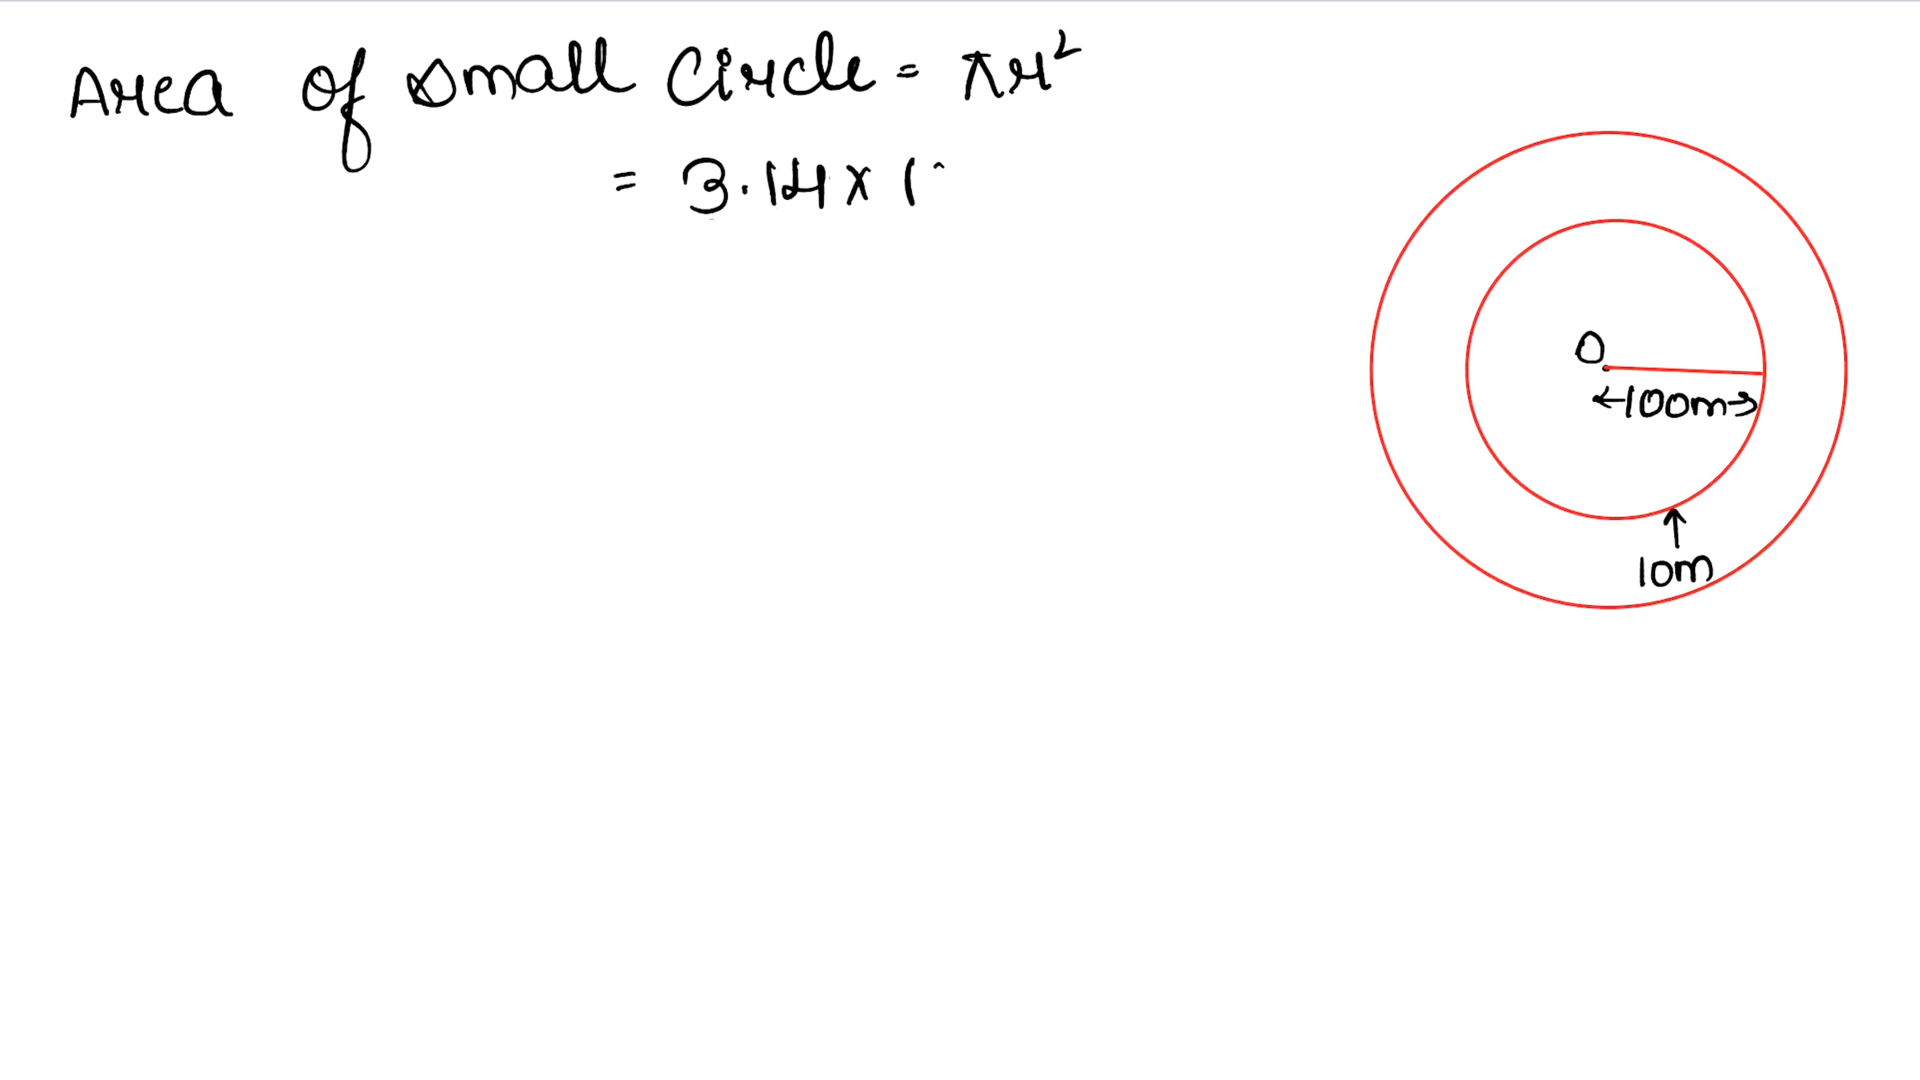 Area of small Circle = πr²
= 3.14 x 1
O
←100m→
↑
10m